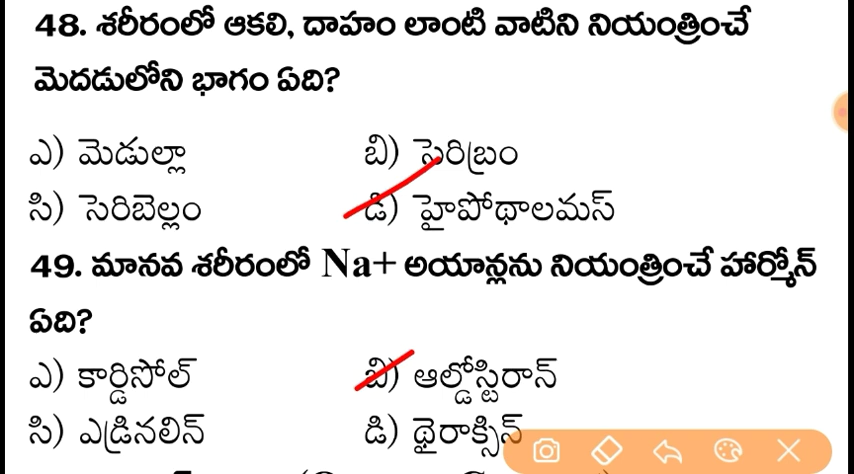 48. శరీరంలో ఆకలి, దాహం లాంటి వాటిని నియంత్రించే
మెదడులోని భాగం ఏది?
ఎ) మెడుల్లా బి) సెరిబ్రం
సి) సెరిబెల్లం డి) హైపోథాలమస్
49. మానవ శరీరంలో Na+ అయాన్లను నియంత్రించే హార్మోన్
ఏది?
ఎ) కార్డిసోల్ బి) ఆల్డోస్టిరాన్
సి) ఎడ్రినలిన్ డి) థైరాక్సిన్